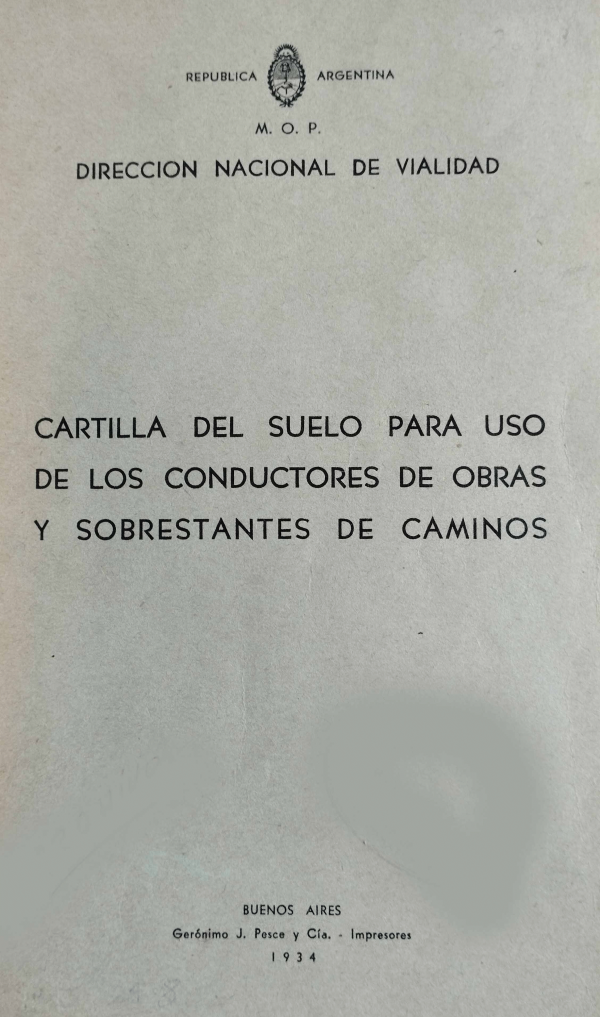 REPUBLICA ARGENTINA
M. O. P.
DIRECCION NACIONAL DE VIALIDAD
CARTILLA DEL SUELO PARA USO
DE LOS CONDUCTORES DE OBRAS
Y SOBRESTANTES DE CAMINOS
BUENOS AIRES
Gerónimo J. Pesce y Cía. - Impresores
1934